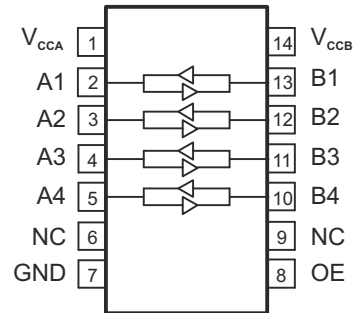 VCCA 1 14 VCCB
A1 2 13 B1
A2 3 12 B2
A3 4 11 B3
A4 5 10 B4
NC 6 9 NC
GND 7 8 OE